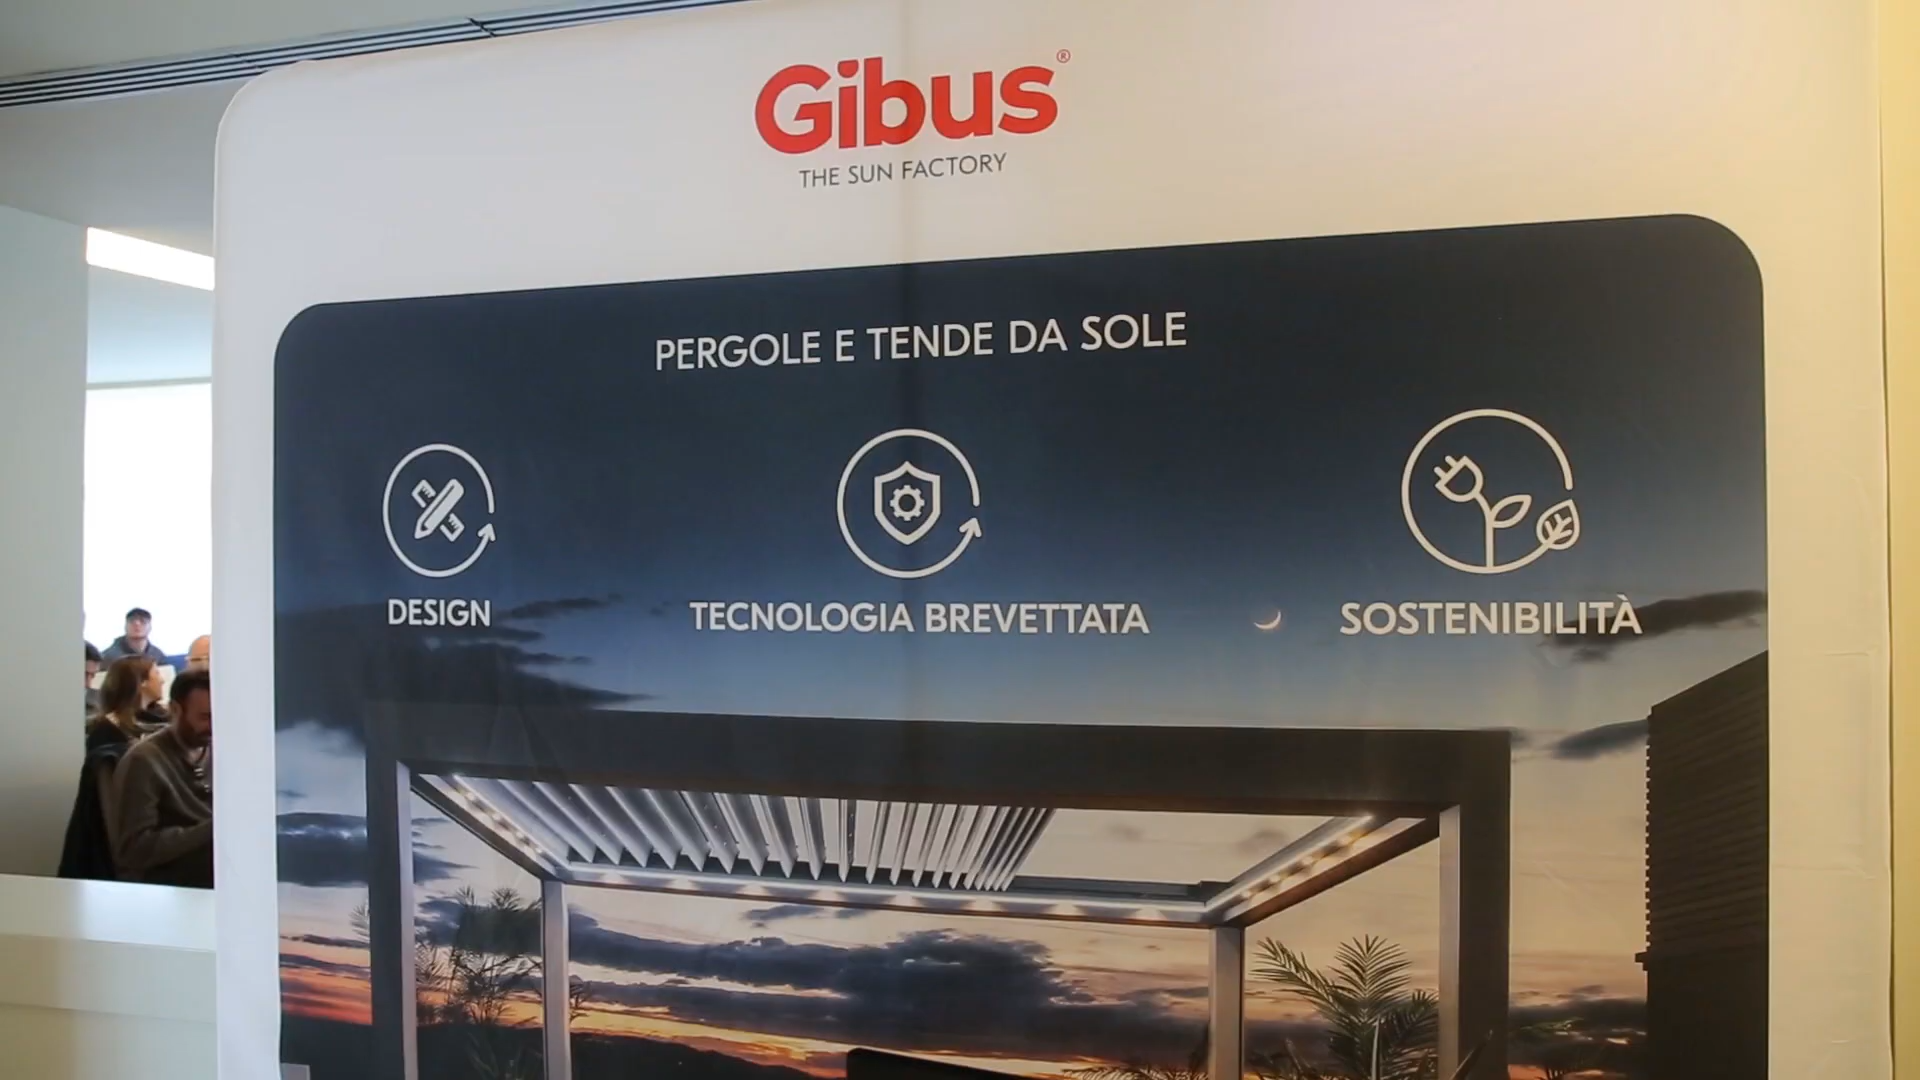 Gibus®
THE SUN FACTORY
PERGOLE E TENDE DA SOLE
DESIGN
TECNOLOGIA BREVETTATA
SOSTENIBILITÀ